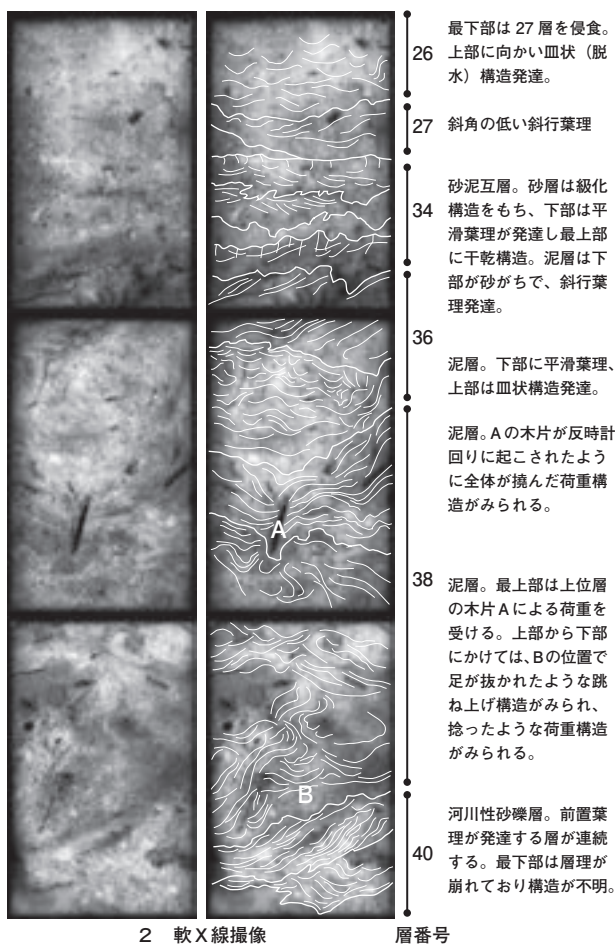 26
最下部は 27 層を侵食。
上部に向かい皿状（脱
水）構造発達。
27
斜角の低い斜行葉理
34
砂泥互層。砂層は級化
構造をもち、下部は平
滑葉理が発達し最上部
に干乾構造。泥層は下
部が砂がちで、斜行葉
理発達。
36
泥層。下部に平滑葉理、
上部は皿状構造発達。
泥層。Aの木片が反時計
回りに起こされたよう
に全体が撓んだ荷重構
造がみられる。
A
38
泥層。最上部は上位層
の木片Aによる荷重を
受ける。上部から下部
にかけては、Bの位置で
足が抜かれたような跳
ね上げ構造がみられ、
捻ったような荷重構造
がみられる。
B
40
河川性砂礫層。前置葉
理が発達する層が連続
する。最下部は層理が
崩れており構造が不明。
2 軟X線撮像
層番号